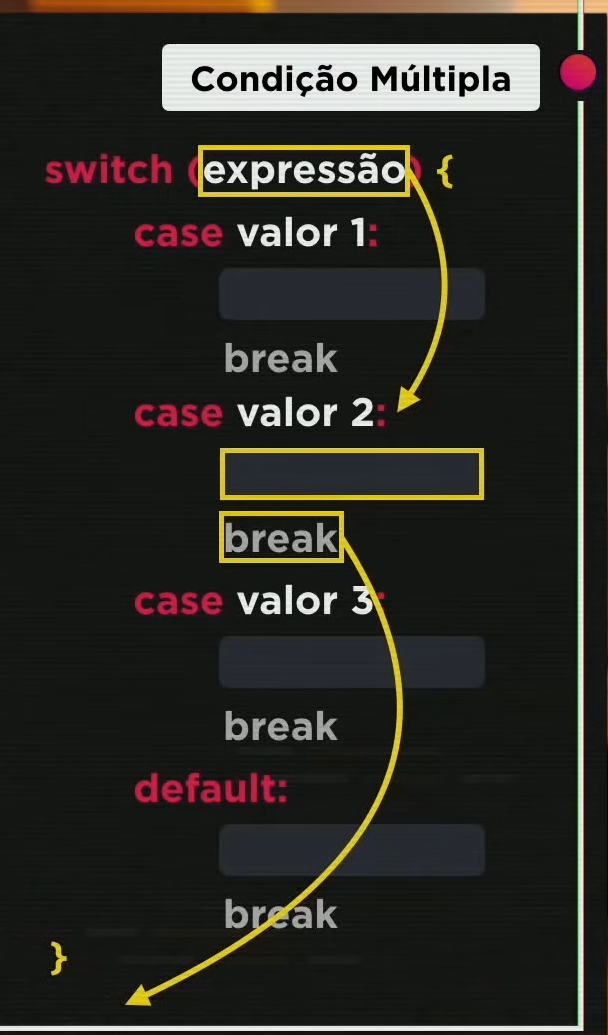 Condição Múltipla
switch (expressão) {
case valor 1:
break
case valor 2:
break
case valor 3:
break
default:
break
}